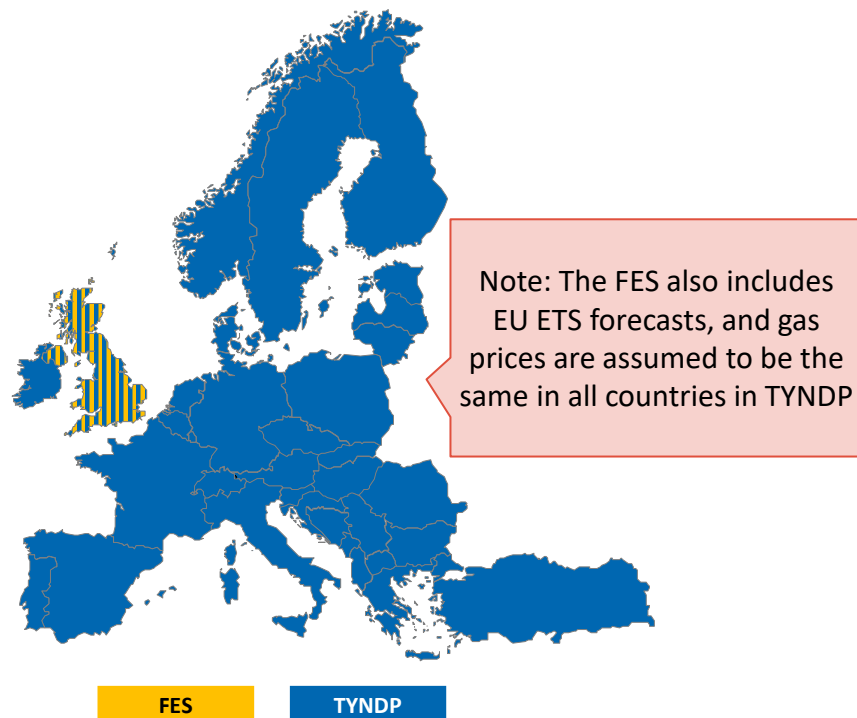 Note: The FES also includes
EU ETS forecasts, and gas
prices are assumed to be the
same in all countries in TYNDP
FES
TYNDP